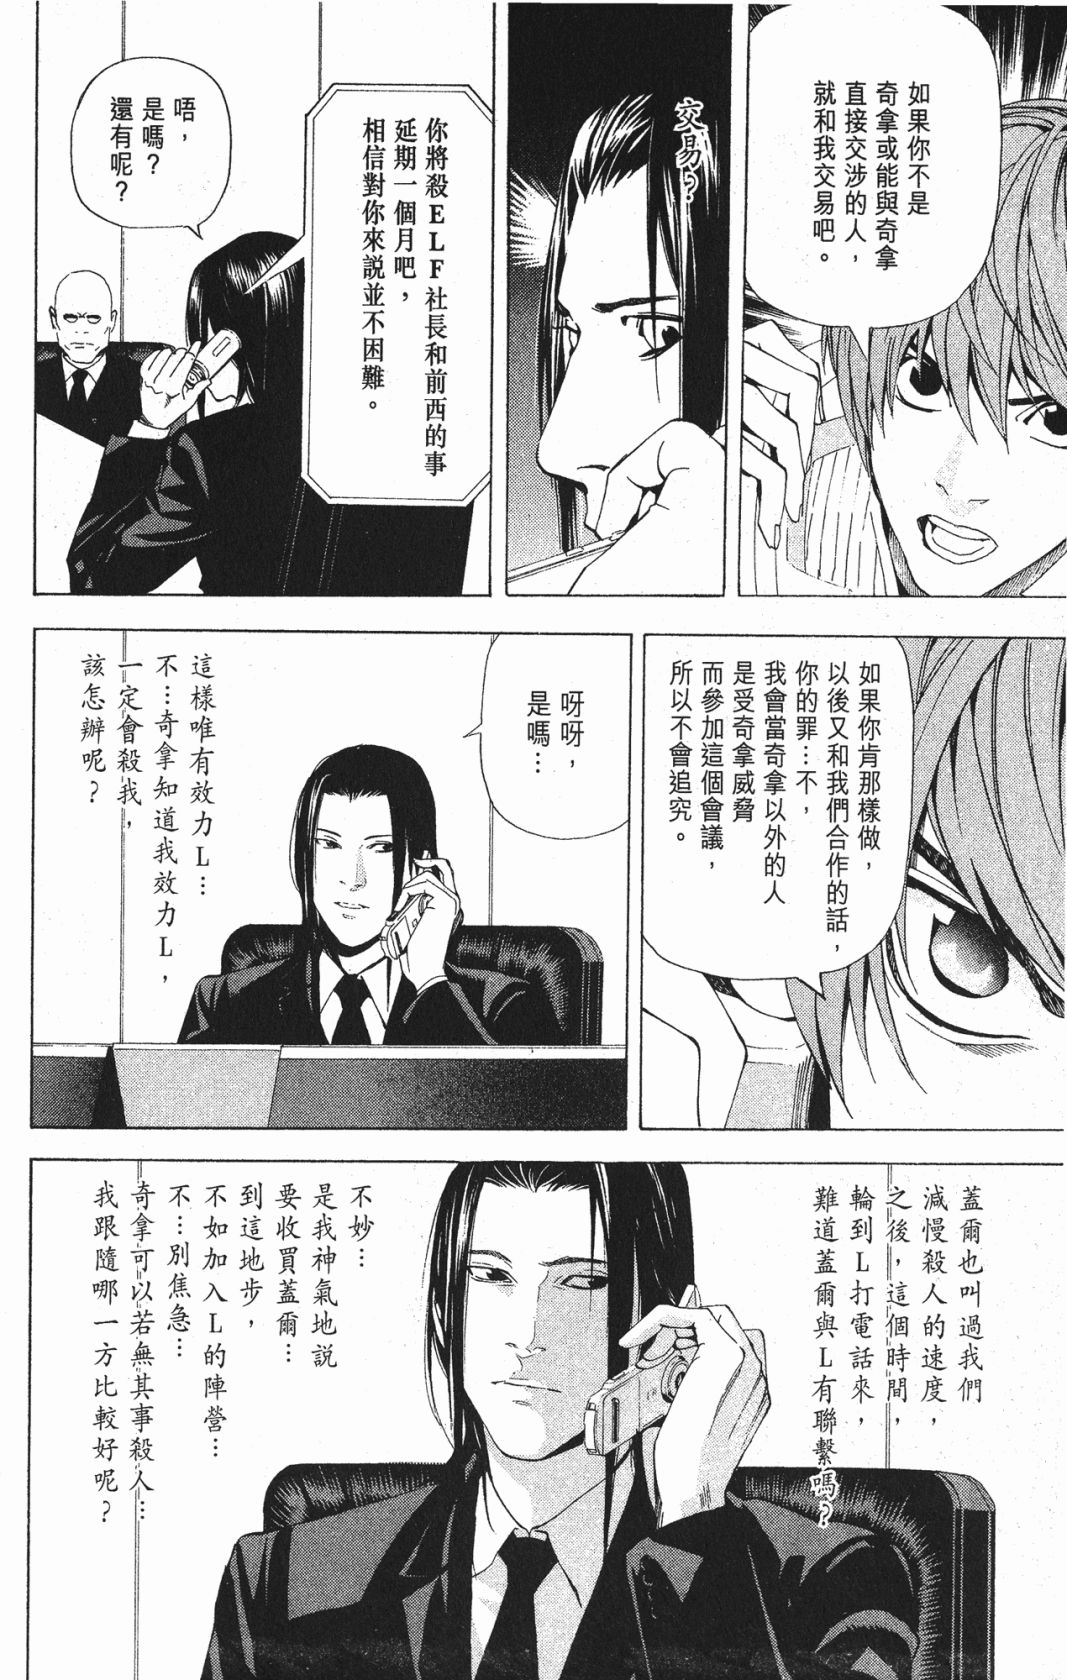 如果你不是
奇拿或能與奇拿
直接交涉的人，
就和我交易吧。
交易？
你將殺ELF社長和前西的事
延期一個月吧，
相信對你來說並不困難。
唔，
是嗎？
還有呢？
如果你肯那樣做，
以後又和我們合作的話，
你的罪…不，
我會當奇拿以外的人
是受奇拿威脅
而參加這個會議，
所以不會追究。
呀呀，
是嗎…
這樣唯有效力L…
不…奇拿知道我效力L，
一定會殺我，
該怎辦呢？
蓋爾也叫過我們
減慢殺人的速度，
之後，這個時間，
輪到L打電話來，
難道蓋爾與L有聯繫嗎？
不妙…
是我神氣地說
要收買蓋爾…
到這地步，
不如加入L的陣營…
不…別焦急…
奇拿可以若無其事殺人…
我跟隨哪一方比較好呢？